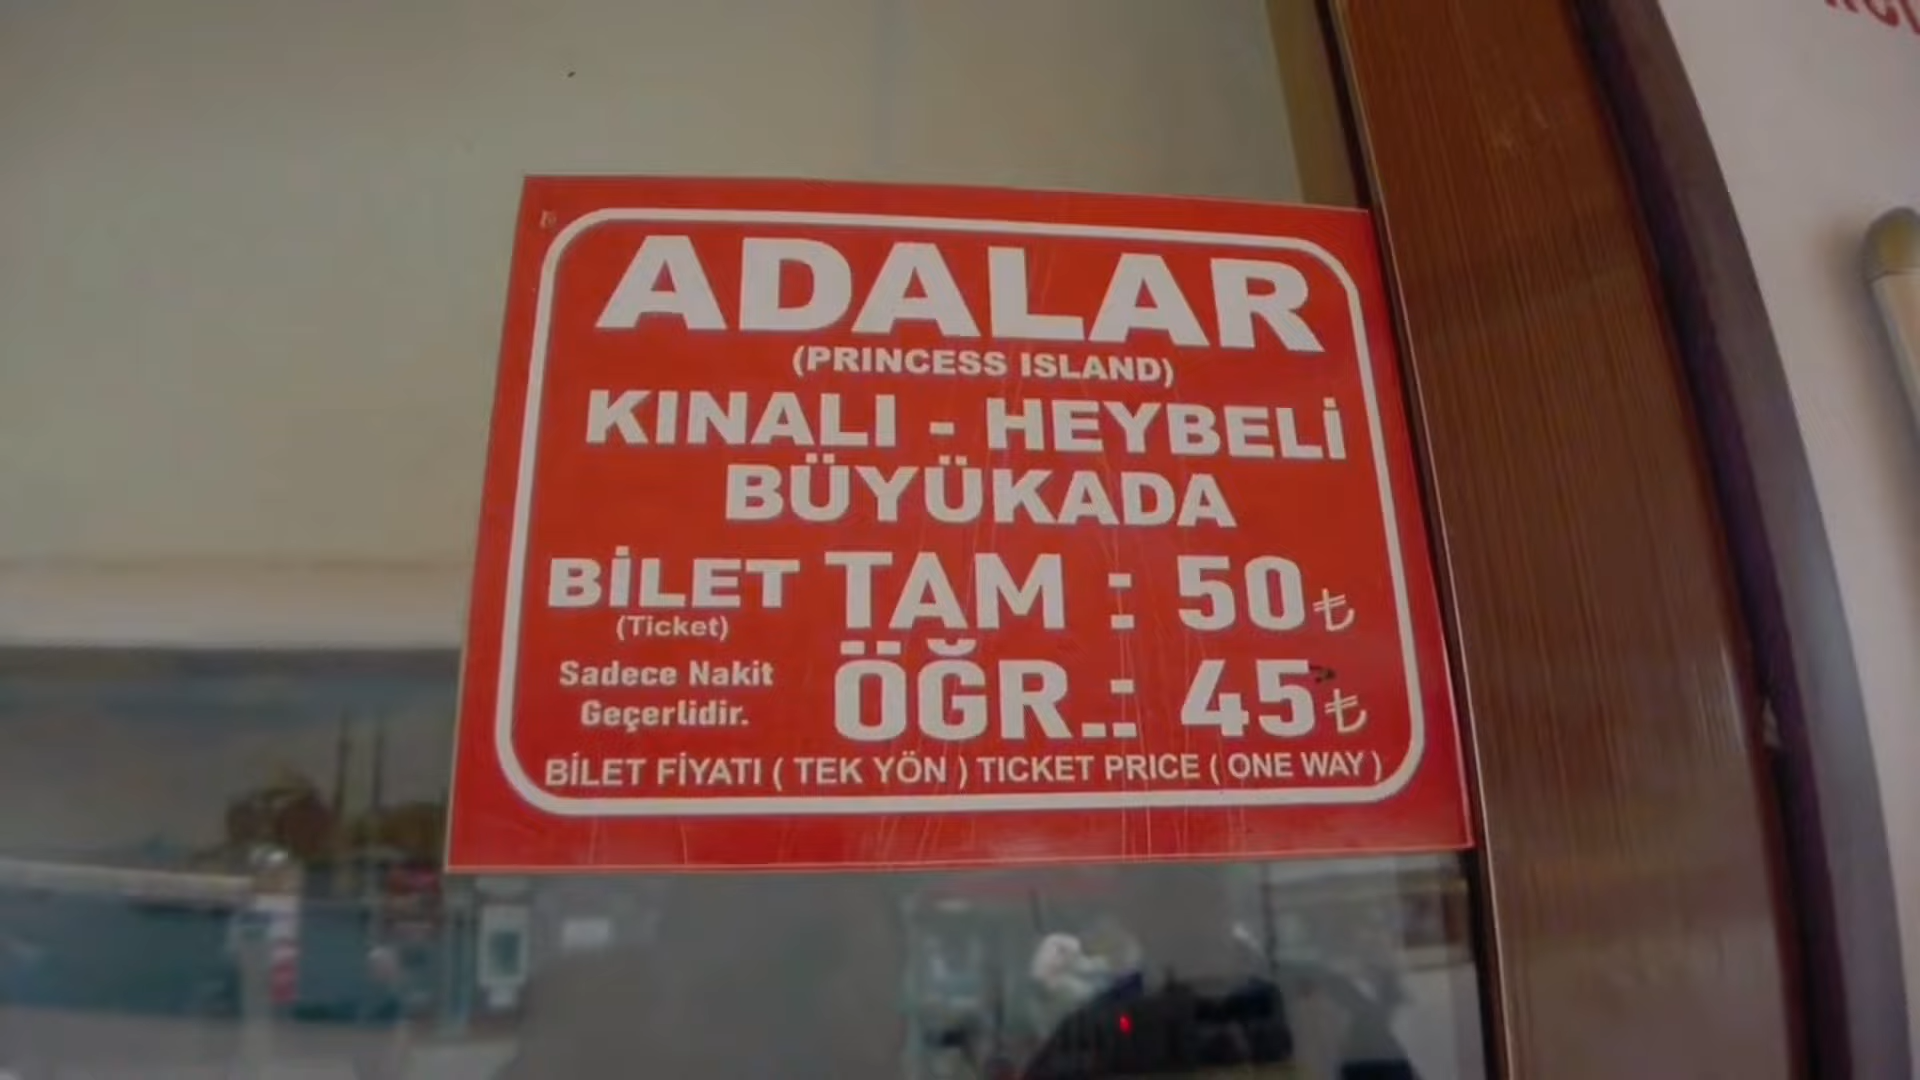 ADALAR
(PRINCESS ISLAND)
KINALI - HEYBELİ
BÜYÜKADA
BİLET TAM : 50₺
(Ticket)
Sadece Nakit
Geçerlidir.
ÖĞR.: 45₺
BİLET FİYATI ( TEK YÖN ) TICKET PRICE ( ONE WAY )